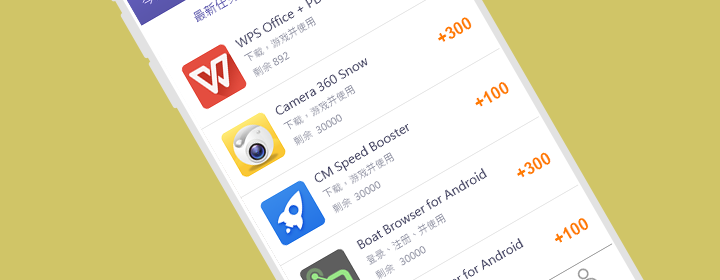 最新任务
WPS Office + PD
下载，游戏并使用
剩余 892
+300
Camera 360 Snow
下载，游戏并使用
剩余 30000
+100
CM Speed Booster
下载，游戏并使用
剩余 30000
+300
Boat Browser for Android
登录、注册、并使用
剩余 30000
+100
Browser for Android